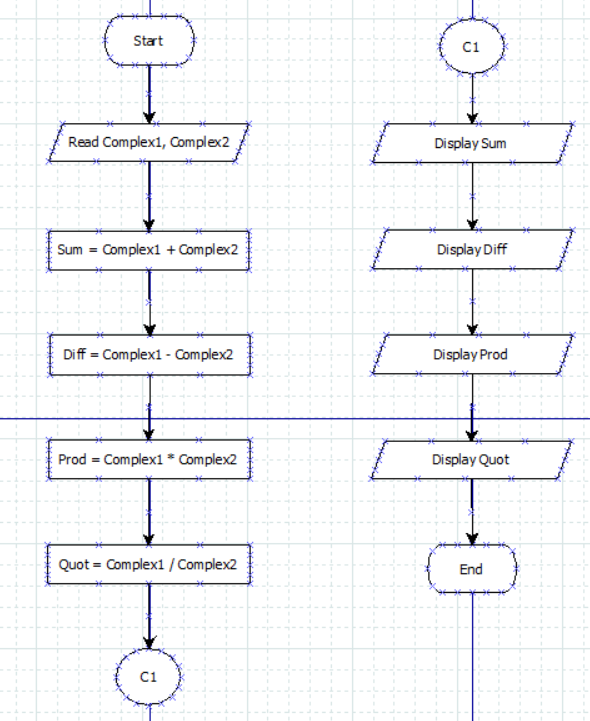 Start
Read Complex1, Complex2
Sum = Complex1 + Complex2
Diff = Complex1 - Complex2
Prod = Complex1 * Complex2
Quot = Complex1 / Complex2
C1
C1
Display Sum
Display Diff
Display Prod
Display Quot
End